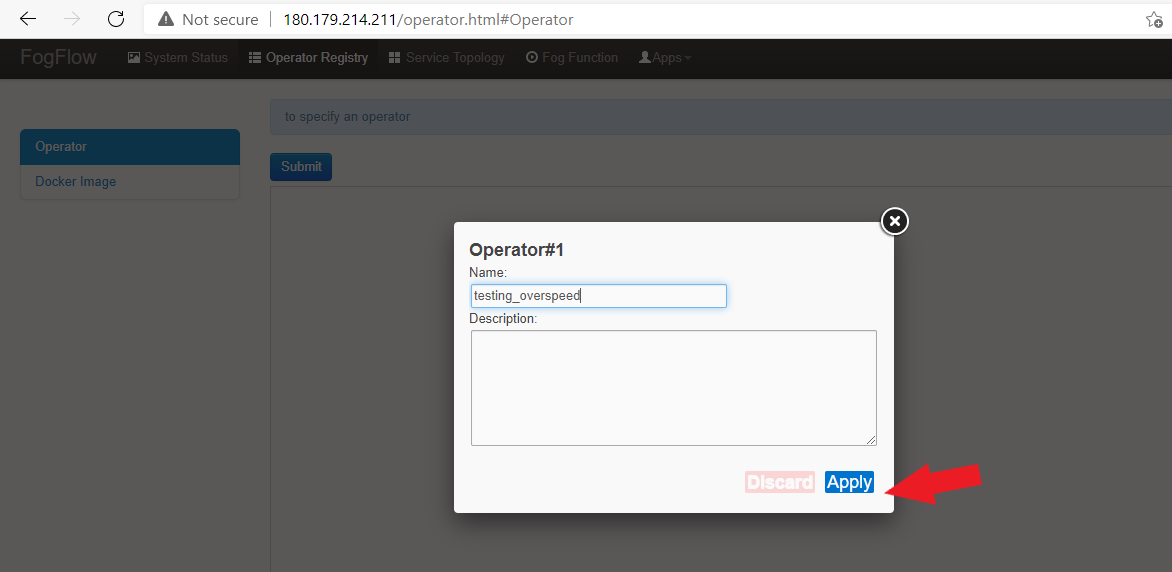 Not secure 180.179.214.211/operator.html#Operator
FogFlow System Status Operator Registry Service Topology Fog Function Apps
to specify an operator
Operator
Submit
Docker Image
Operator#1
Name:
testing_overspeed
Description:
Discard Apply